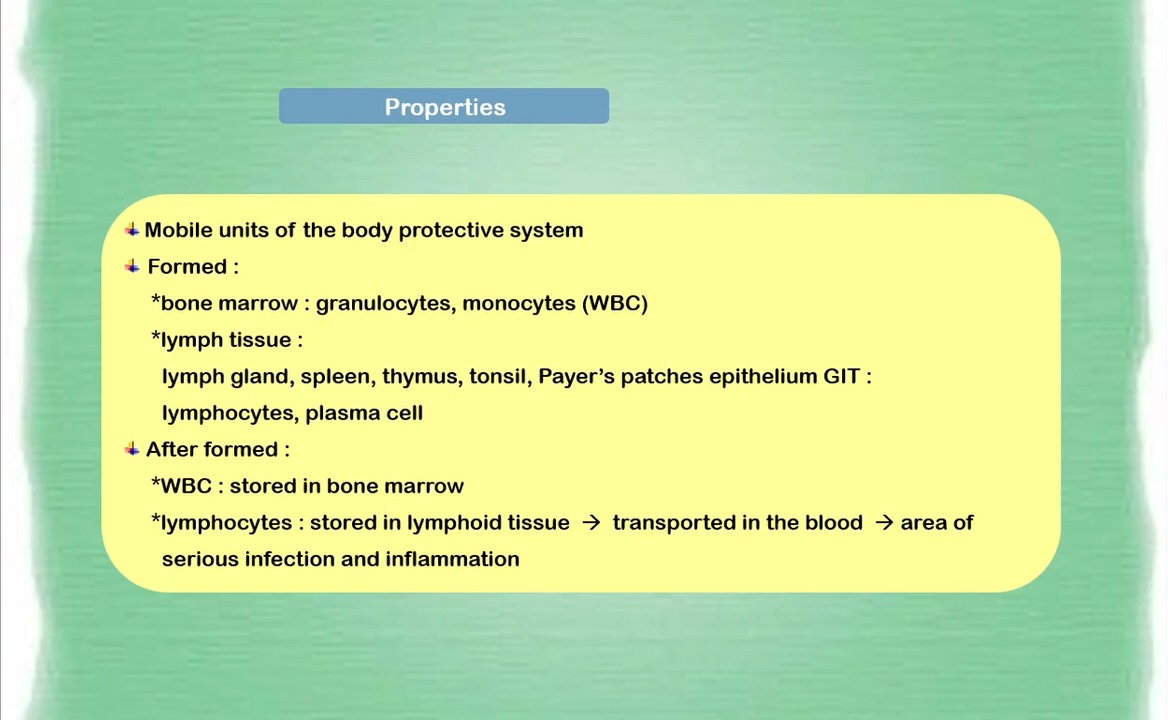 Properties
Mobile units of the body protective system
Formed :
*bone marrow : granulocytes, monocytes (WBC)
*lymph tissue :
lymph gland, spleen, thymus, tonsil, Payer’s patches epithelium GIT :
lymphocytes, plasma cell
After formed :
*WBC : stored in bone marrow
*lymphocytes : stored in lymphoid tissue → transported in the blood → area of
serious infection and inflammation